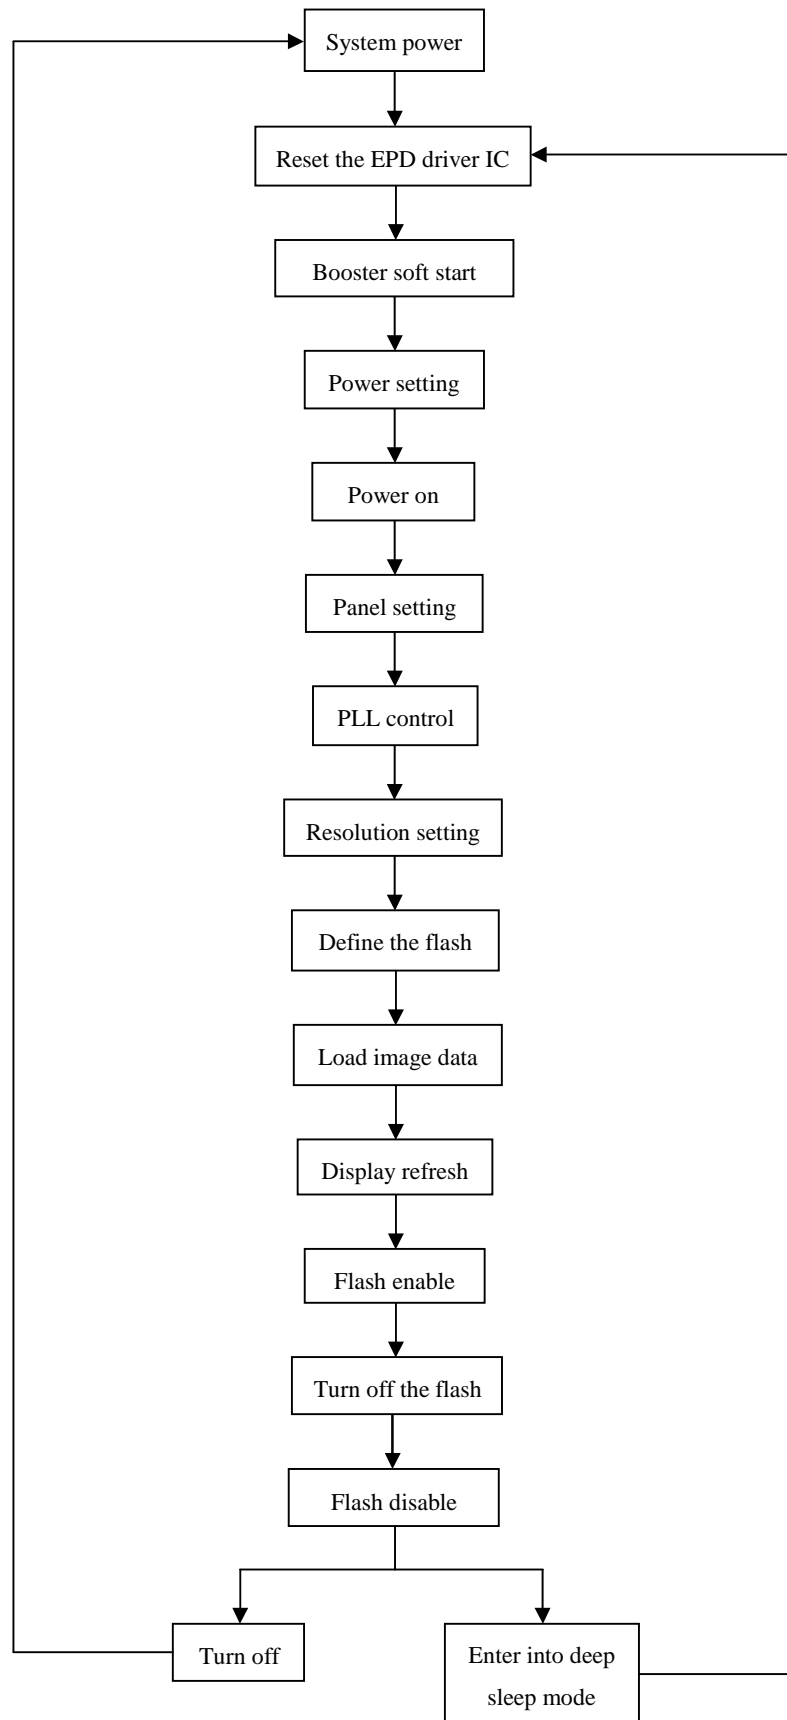 System power
Reset the EPD driver IC
Booster soft start
Power setting
Power on
Panel setting
PLL control
Resolution setting
Define the flash
Load image data
Display refresh
Flash enable
Turn off the flash
Flash disable
Turn off
Enter into deep
sleep mode